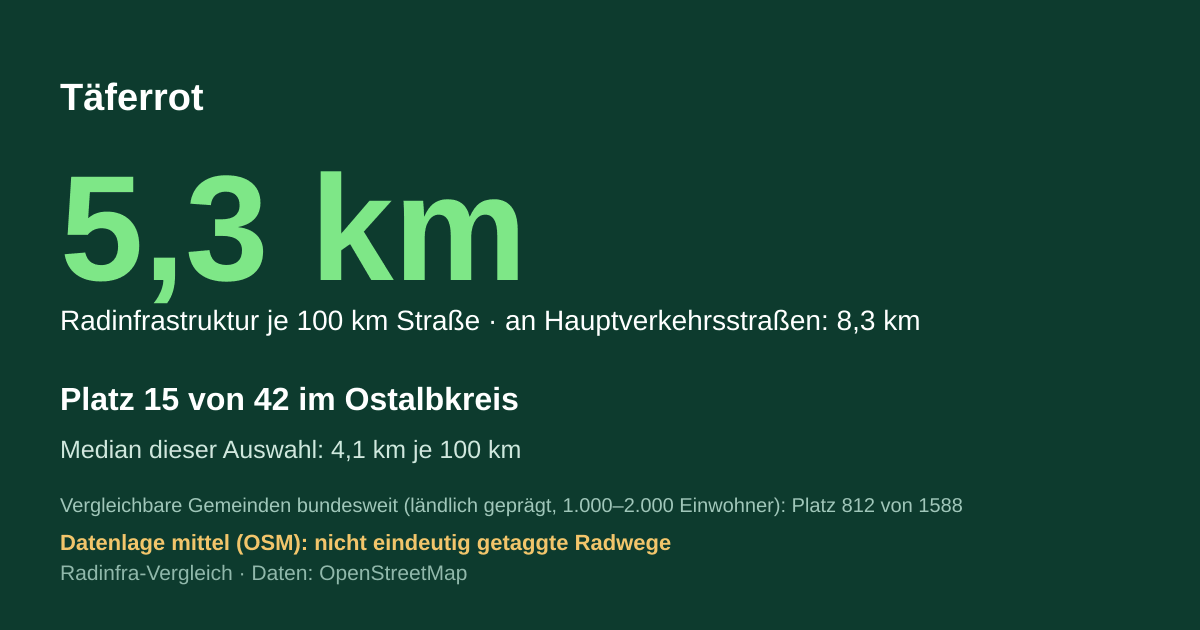 Täferrot
5,3 km
Radinfrastruktur je 100 km Straße · an Hauptverkehrsstraßen: 8,3 km
Platz 15 von 42 im Ostalbkreis
Median dieser Auswahl: 4,1 km je 100 km
Vergleichbare Gemeinden bundesweit (ländlich geprägt, 1.000–2.000 Einwohner): Platz 812 von 1588
Datenlage mittel (OSM): nicht eindeutig getaggte Radwege
Radinfra-Vergleich · Daten: OpenStreetMap